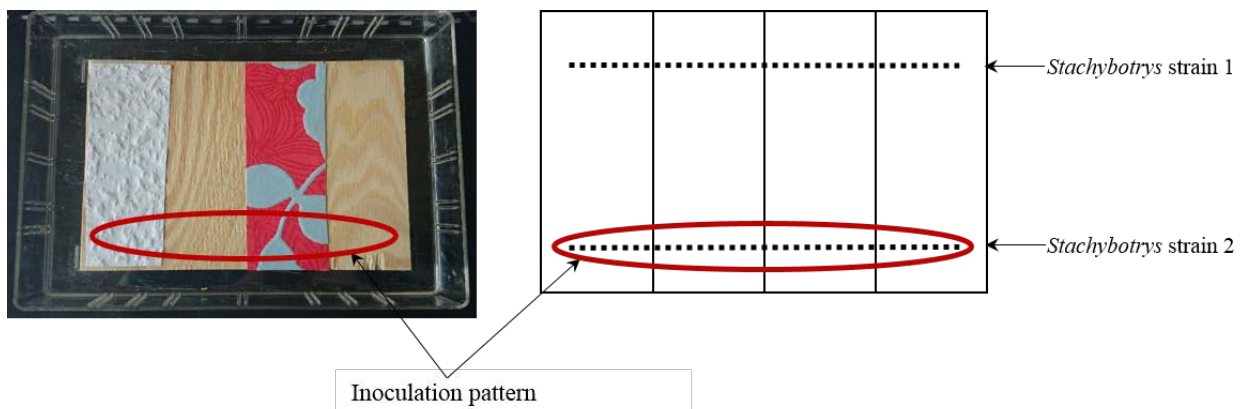 Stachybotrys strain 1
Stachybotrys strain 2
Inoculation pattern